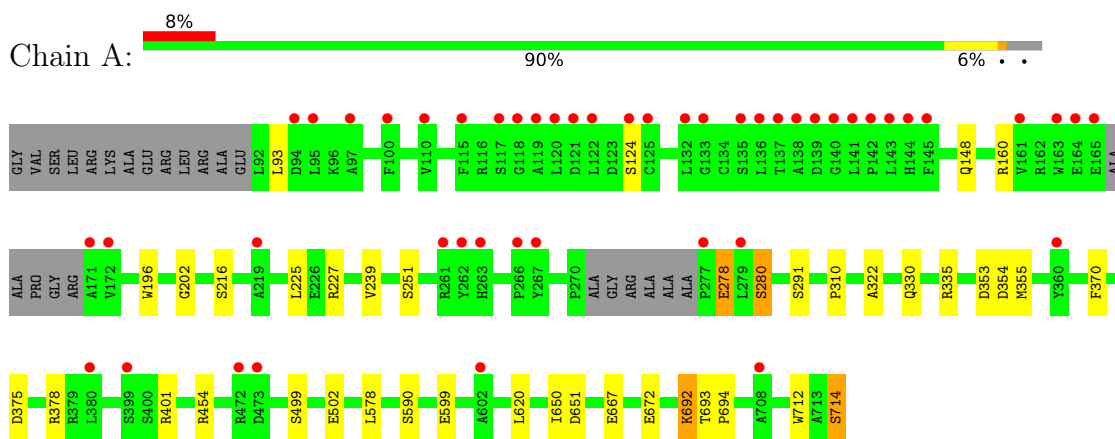 8%
Chain A:
90% 6% • •
GLY VAL SER LEU ARG LYS ALA GLU ARG LEU ARG ALA GLU L92 L93 D94 L95 K96 A97 F100 V110 F115 R116 S117 G118 A119 L120 D121 L122 D123 S124 C125 L132 G133 C134 S135 L136 T137 A138 D139 G140 L141 P142 L143 H144 F145 Q148 R160 V161 R162 W163 E164 E165 ALA
ALA PRO GLY ARG A171 V172 W196 G202 S216 A219 L225 E226 R227 V239 S251 R261 Y262 H263 P266 Y267 P270 ALA GLY ARG ALA ALA ALA P277 E278 L279 S280 S291 P310 A322 Q330 R335 D353 D354 M355 Y360 F370
D375 R378 R379 L380 S399 S400 R401 R454 R472 D473 S499 E502 L578 S590 E599 A602 L620 I650 D651 E667 E672 K692 T693 P694 A708 W712 A713 S714